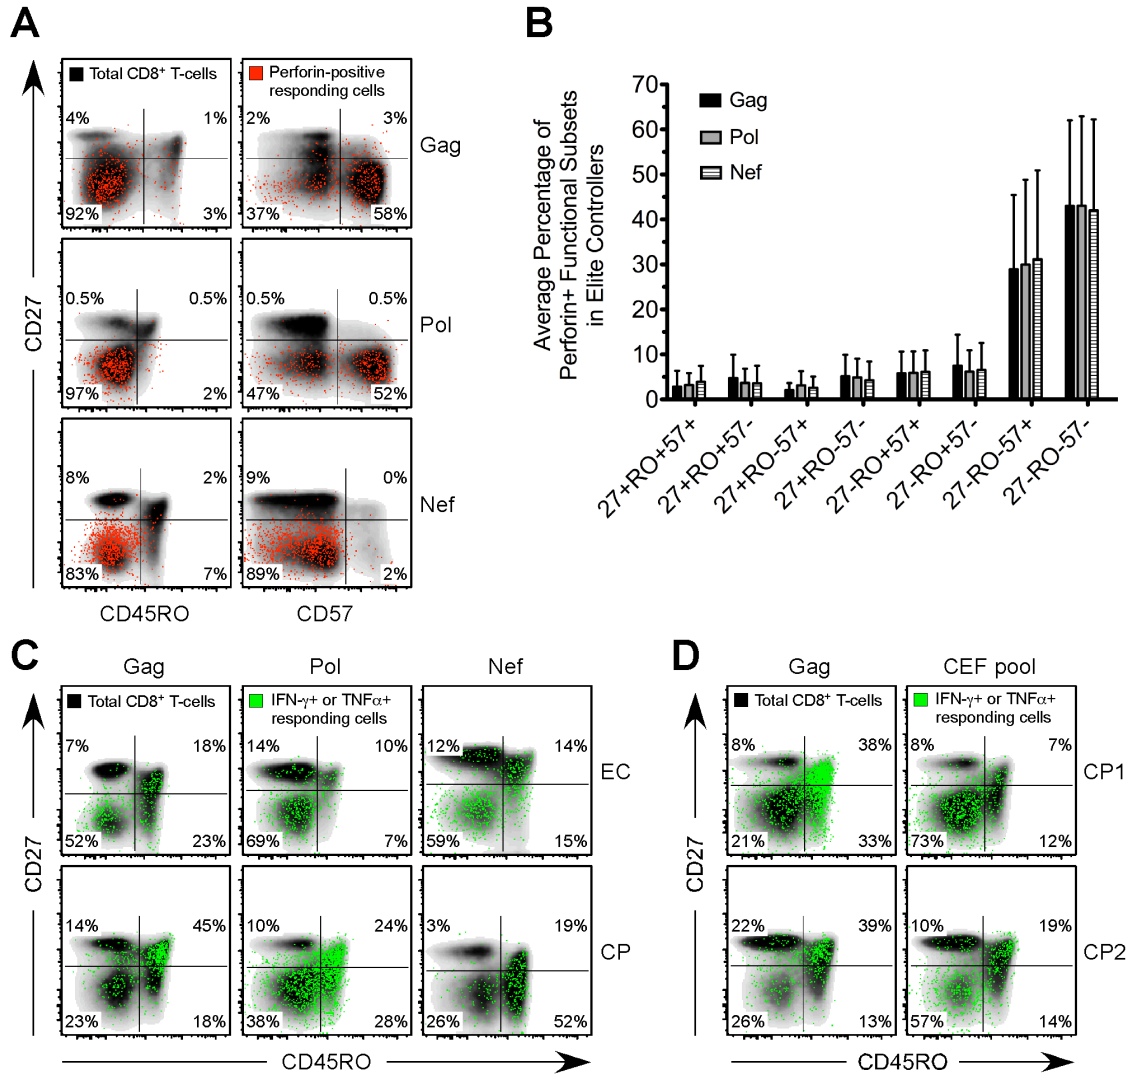 A
Total CD8+ T-cells
Perforin-positive
responding cells
4%
1%
92%
3%
2%
3%
37%
58%
Gag
0.5%
0.5%
97%
2%
0.5%
0.5%
47%
52%
Pol
8%
2%
83%
7%
9%
0%
89%
2%
Nef
CD27
CD45RO
CD57
B
Average Percentage of
Perforin+ Functional Subsets
in Elite Controllers
70
60
50
40
30
20
10
0
Gag
Pol
Nef
27+RO+57+
27+RO+57-
27+RO-57+
27+RO-57-
27-RO+57+
27-RO+57-
27-RO-57+
27-RO-57-
C
Gag
Pol
Nef
Total CD8+ T-cells
IFN-γ+ or TNFα+
responding cells
7%
18%
52%
23%
14%
10%
69%
7%
12%
14%
59%
15%
EC
14%
45%
23%
18%
10%
24%
38%
28%
3%
19%
26%
52%
CP
CD27
CD45RO
D
Gag
CEF pool
Total CD8+ T-cells
IFN-γ+ or TNFα+
responding cells
8%
38%
21%
33%
8%
7%
73%
12%
CP1
22%
39%
26%
13%
10%
19%
57%
14%
CP2
CD27
CD45RO